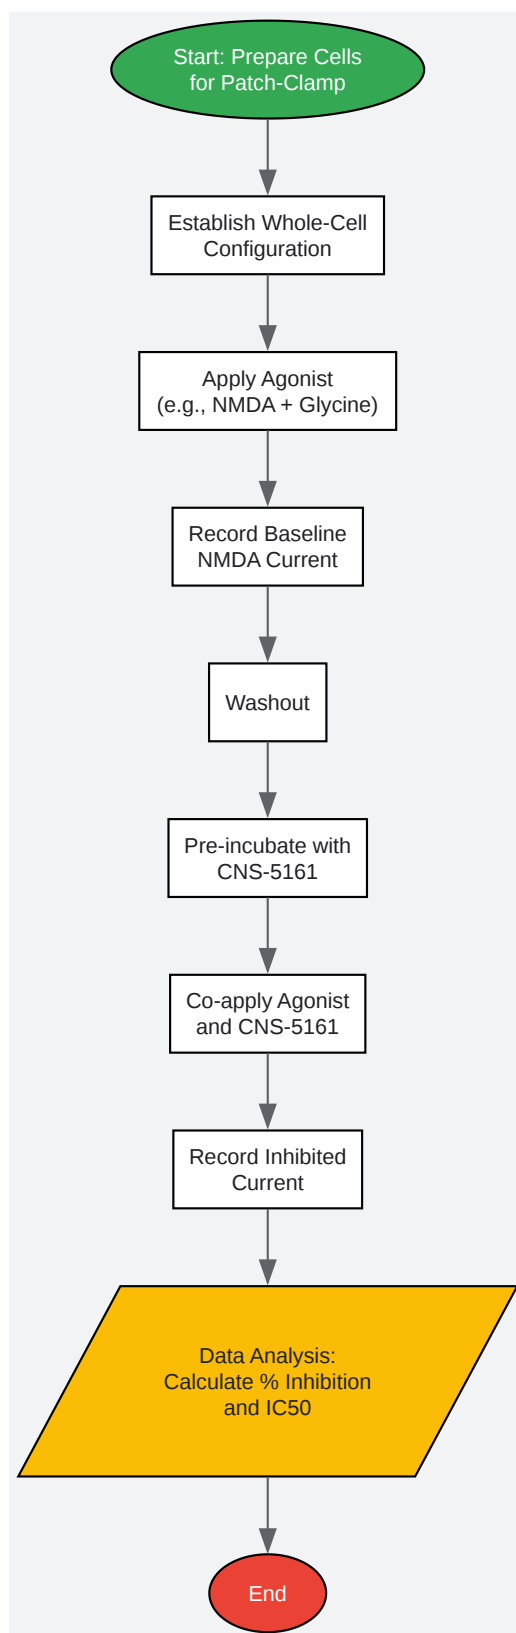 Start: Prepare Cells
for Patch-Clamp
Establish Whole-Cell
Configuration
Apply Agonist
(e.g., NMDA + Glycine)
Record Baseline
NMDA Current
Washout
Pre-incubate with
CNS-5161
Co-apply Agonist
and CNS-5161
Record Inhibited
Current
Data Analysis:
Calculate % Inhibition
and IC50
End